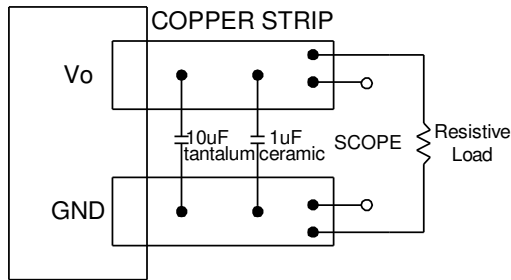 COPPER STRIP
Vo
10uF
tantalum
1uF
ceramic
SCOPE
Resistive
Load
GND